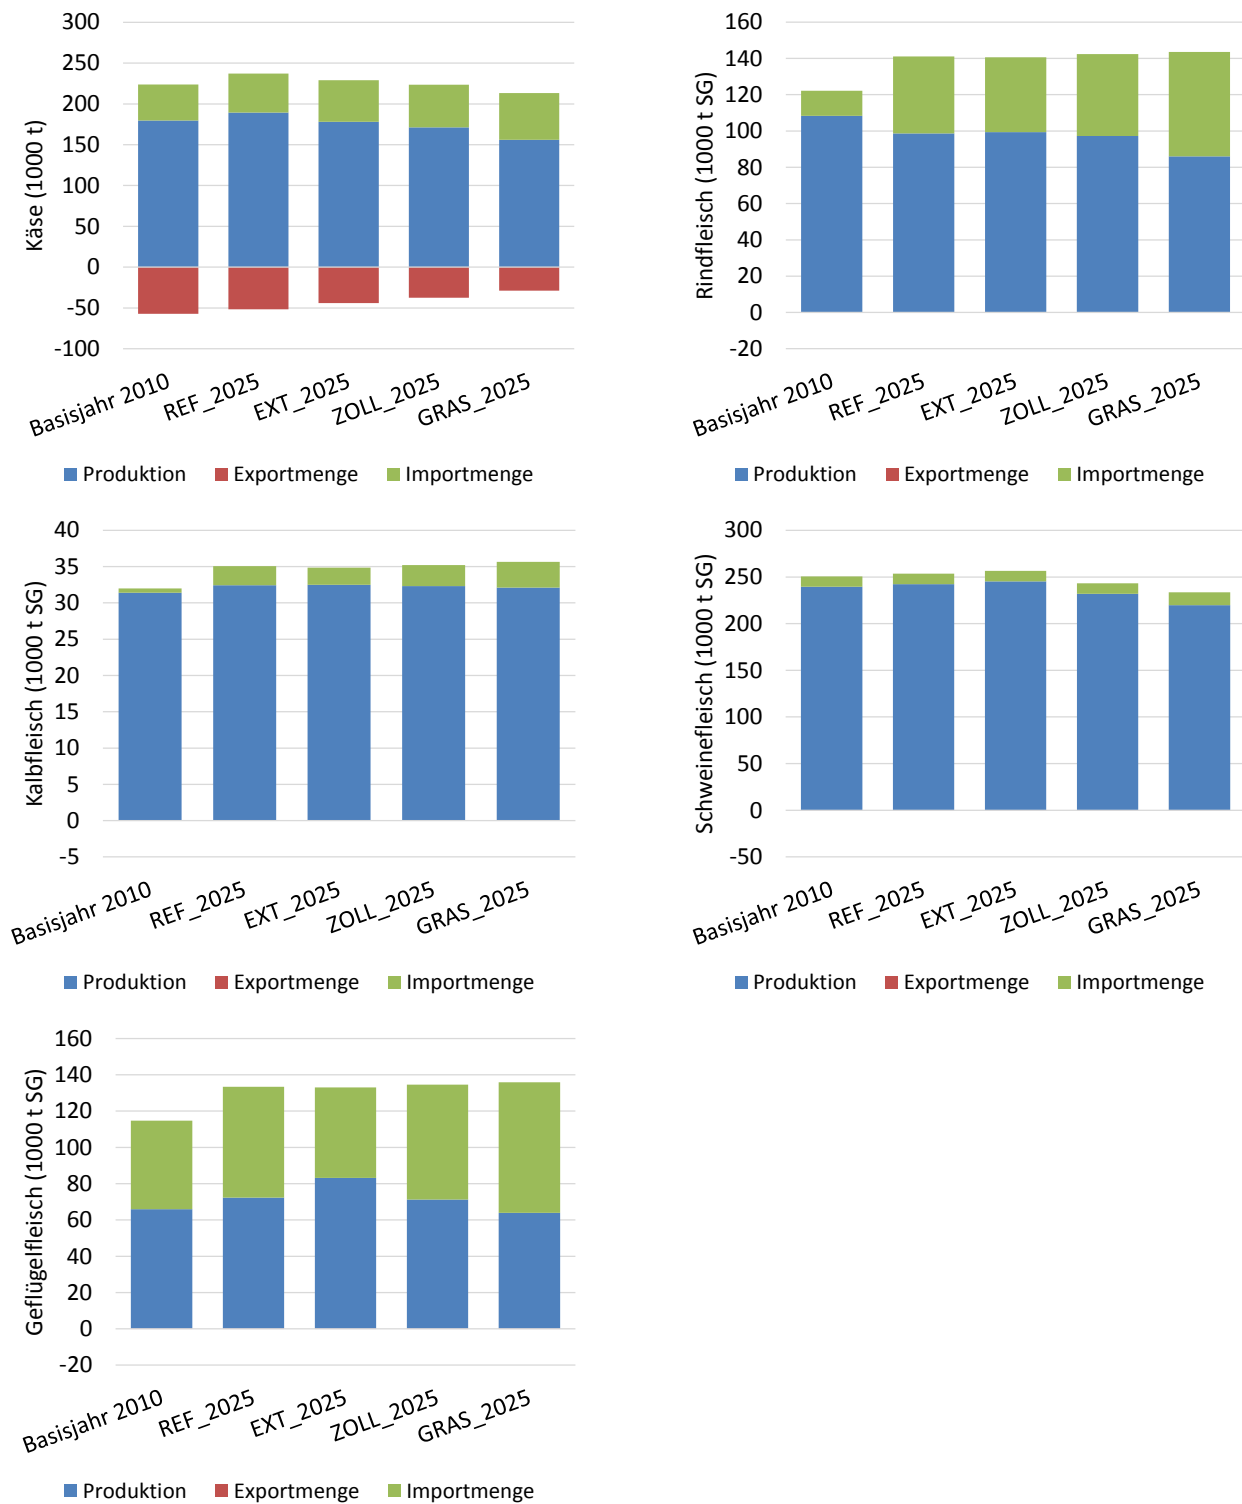 Käse (1000 t)
300
250
200
150
100
50
0
-50
-100
Basisjahr 2010
REF_2025
EXT_2025
ZOLL_2025
GRAS_2025
Produktion Exportmenge Importmenge
Rindfleisch (1000 t SG)
160
140
120
100
80
60
40
20
0
-20
Basisjahr 2010
REF_2025
EXT_2025
ZOLL_2025
GRAS_2025
Produktion Exportmenge Importmenge
Kalbfleisch (1000 t SG)
40
35
30
25
20
15
10
5
0
-5
Basisjahr 2010
REF_2025
EXT_2025
ZOLL_2025
GRAS_2025
Produktion Exportmenge Importmenge
Schweinefleisch (1000 t SG)
300
250
200
150
100
50
0
-50
Basisjahr 2010
REF_2025
EXT_2025
ZOLL_2025
GRAS_2025
Produktion Exportmenge Importmenge
Geflügelfleisch (1000 t SG)
160
140
120
100
80
60
40
20
0
-20
Basisjahr 2010
REF_2025
EXT_2025
ZOLL_2025
GRAS_2025
Produktion Exportmenge Importmenge